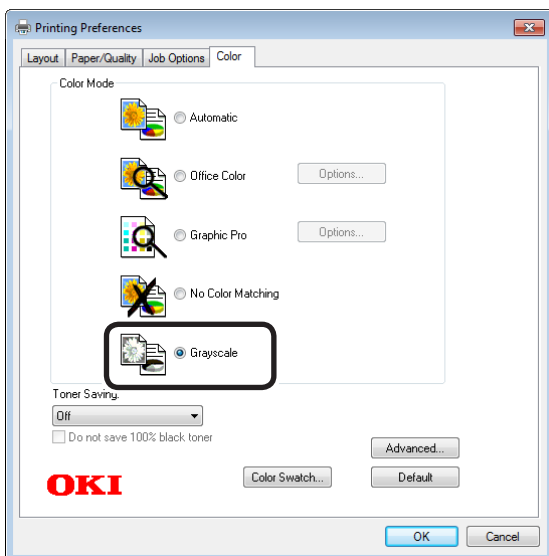 Printing Preferences
Layout Paper/Quality Job Options Color
Color Mode
Automatic
Office Color Options...
Graphic Pro Options...
No Color Matching
Grayscale
Toner Saving:
Off
Do not save 100% black toner
Advanced...
OKI Color Swatch... Default
OK Cancel